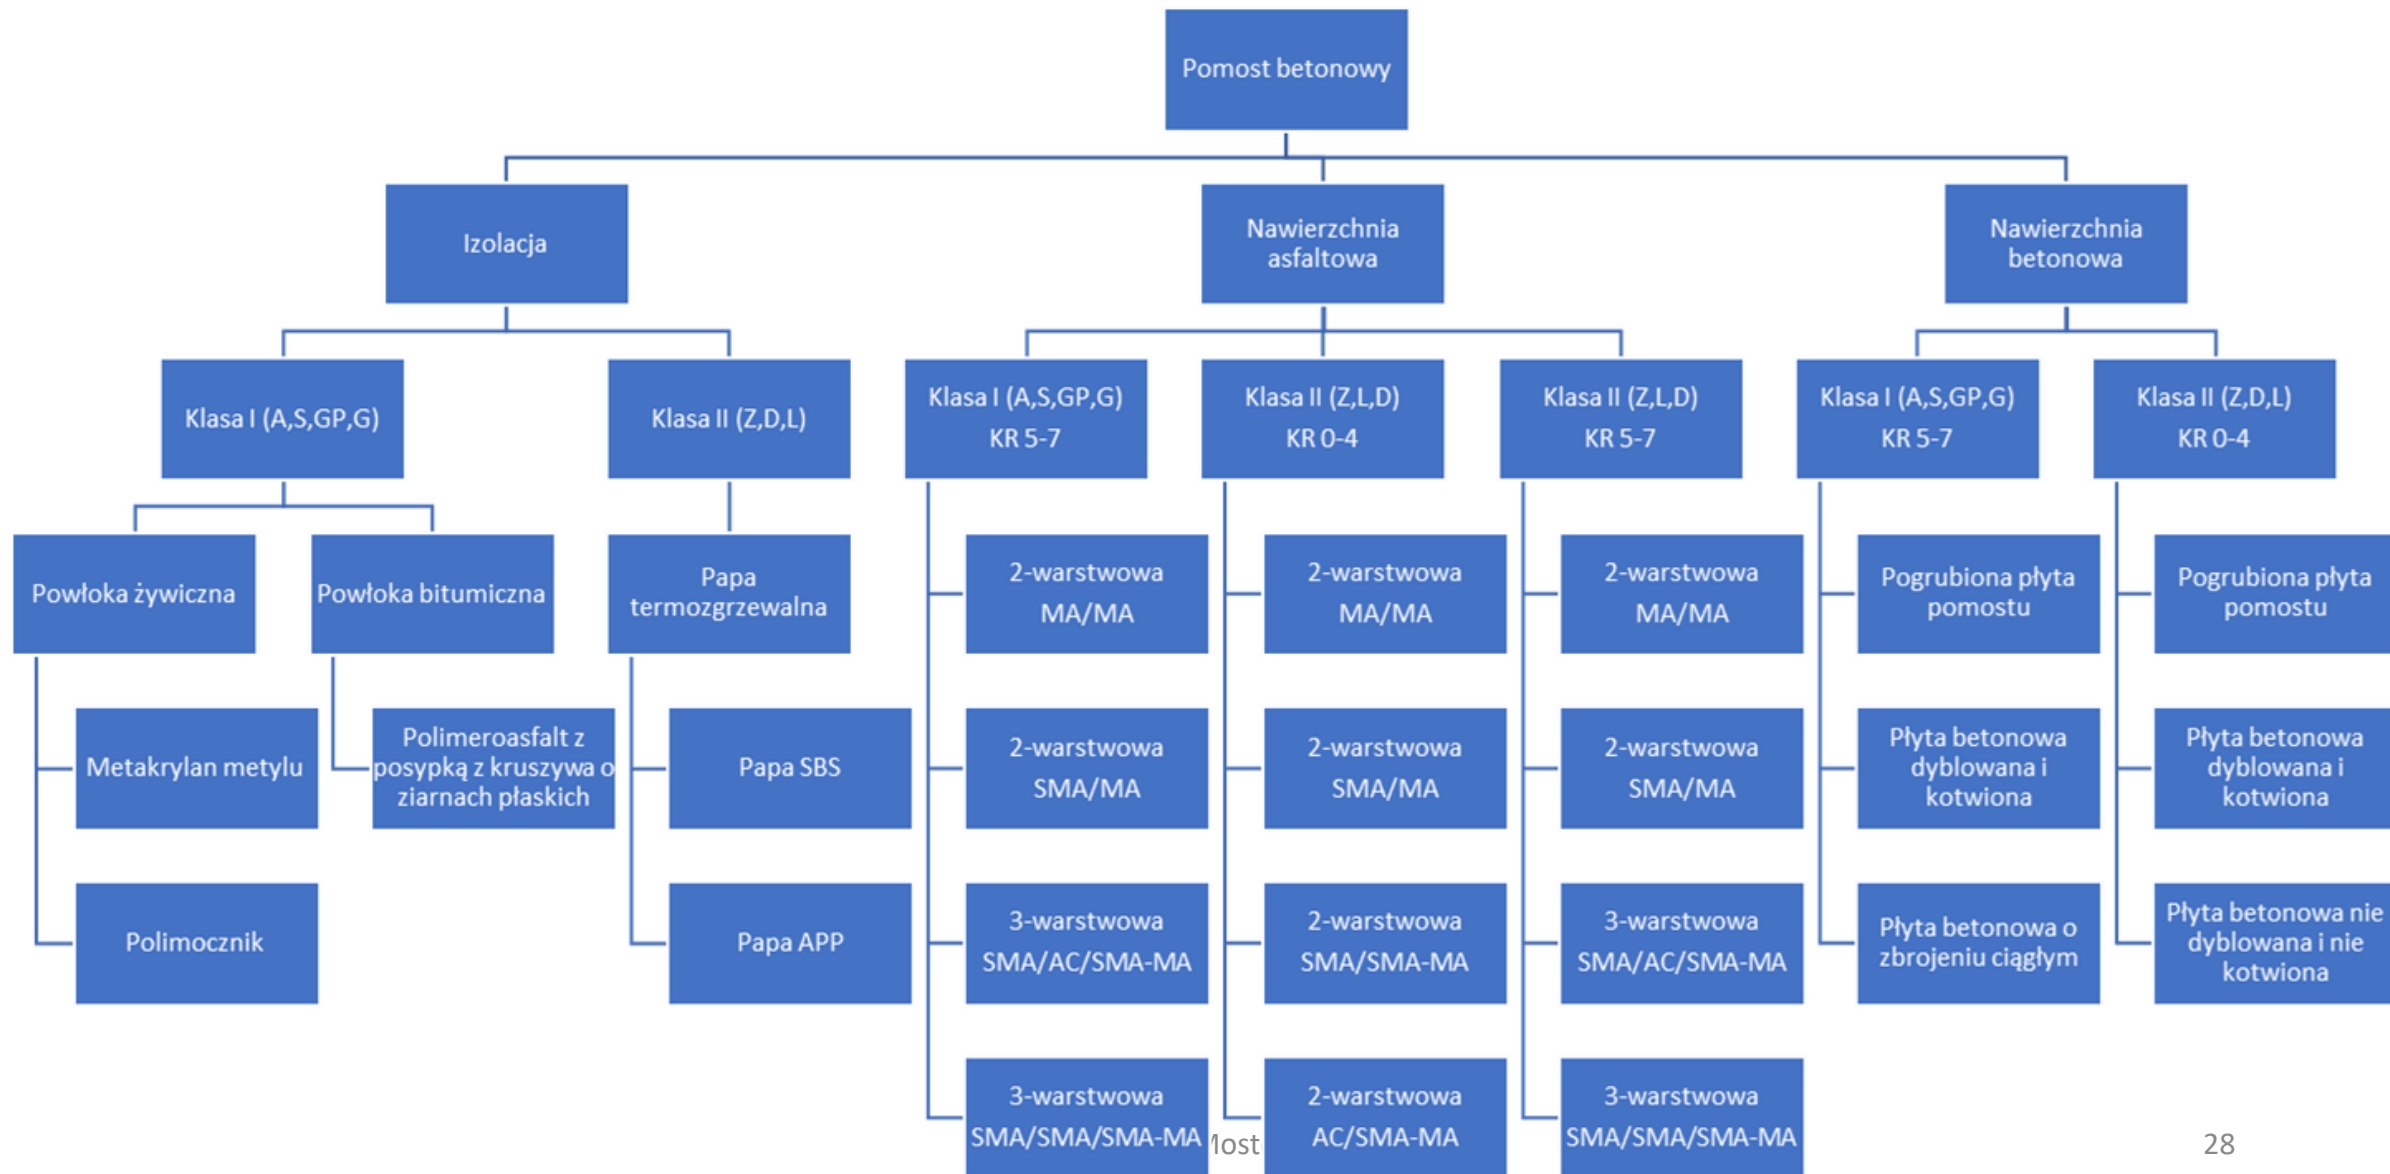 Pomost betonowy
Izolacja
Nawierzchnia
asfaltowa
Nawierzchnia
betonowa
Klasa I (A,S,GP,G)
Klasa II (Z,D,L)
Klasa I (A,S,GP,G)
KR 5-7
Klasa II (Z,L,D)
KR 0-4
Klasa II (Z,L,D)
KR 5-7
Klasa I (A,S,GP,G)
KR 5-7
Klasa II (Z,D,L)
KR 0-4
Powłoka żywiczna
Powłoka bitumiczna
Papa
termozgrzewalna
2-warstwowa
MA/MA
2-warstwowa
MA/MA
2-warstwowa
MA/MA
Pogrubiona płyta
pomostu
Pogrubiona płyta
pomostu
Metakrylan metylu
Polimeroasfalt z
posypką z kruszywa o
ziarnach płaskich
Papa SBS
2-warstwowa
SMA/MA
2-warstwowa
SMA/MA
2-warstwowa
SMA/MA
Płyta betonowa
dyblowana i
kotwiona
Płyta betonowa
dyblowana i
kotwiona
Polimocznik
Papa APP
3-warstwowa
SMA/AC/SMA-MA
2-warstwowa
SMA/SMA-MA
3-warstwowa
SMA/AC/SMA-MA
Płyta betonowa o
zbrojeniu ciągłym
Płyta betonowa nie
dyblowana i nie
kotwiona
3-warstwowa
SMA/SMA/SMA-MA
2-warstwowa
AC/SMA-MA
3-warstwowa
SMA/SMA/SMA-MA
28